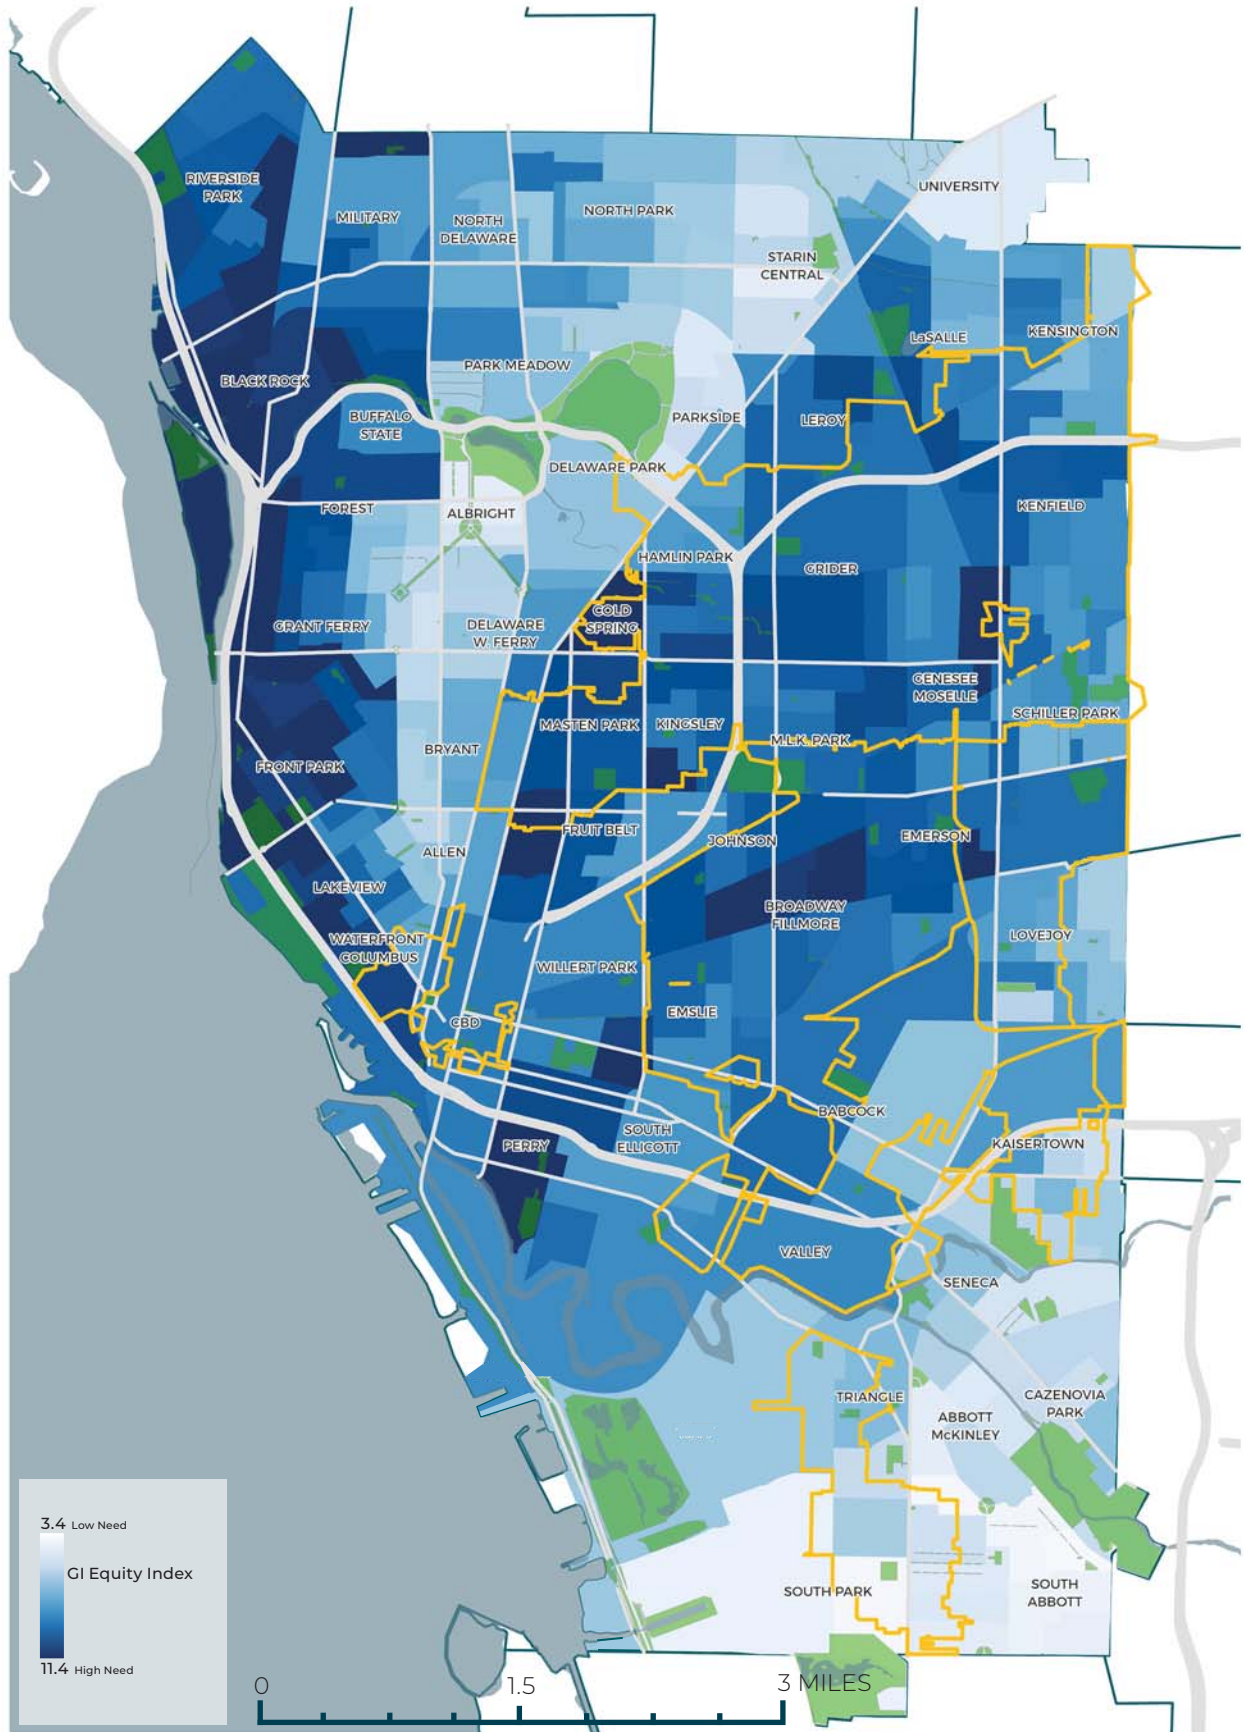 RIVERSIDE
PARK
MILITARY
NORTH
DELAWARE
NORTH PARK
UNIVERSITY
STARIN
CENTRAL
LaSALLE
KENSINGTON
BLACK ROCK
PARK MEADOW
BUFFALO
STATE
PARKSIDE
LEROY
DELAWARE PARK
FOREST
ALBRIGHT
KENFIELD
HAMLIN PARK
GRIDER
COLD
SPRING
GRANT FERRY
DELAWARE
W. FERRY
GENESEE
MOSELLE
SCHILLER PARK
MASTEN PARK
KINGSLEY
M.L.K. PARK
BRYANT
FRONT PARK
FRUIT BELT
JOHNSON
EMERSON
ALLEN
LAKEVIEW
BROADWAY
FILLMORE
WATERFRONT
COLUMBUS
LOVEJOY
WILLERT PARK
EMSLIE
CBD
BABCOCK
SOUTH
ELLICOTT
PERRY
KAISERTOWN
VALLEY
SENECA
TRIANGLE
CAZENOVIA
PARK
ABBOTT
McKINLEY
SOUTH PARK
SOUTH
ABBOTT
3.4 Low Need
GI Equity Index
11.4 High Need
0 1.5 3 MILES